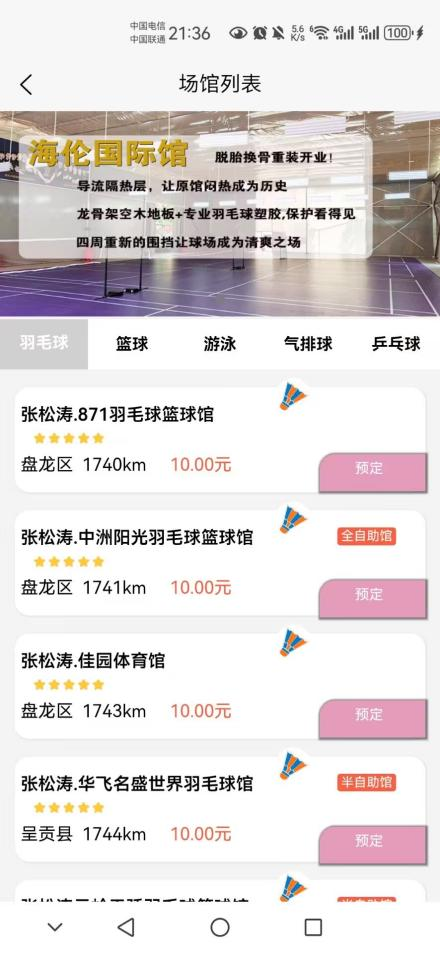 中国电信
中国联通
21:36
5.6
K/s
6
4G
5G
100
场馆列表
海伦国际馆
脱胎换骨重装开业!
导流隔热层，让原馆闷热成为历史
龙骨架空木地板+专业羽毛球塑胶,保护看得见
四周重新的围挡让球场成为清爽之场
羽毛球 篮球 游泳 气排球 乒乓球
张松涛.871羽毛球篮球馆
盘龙区 1740km 10.00元
预定
张松涛.中洲阳光羽毛球篮球馆
全自助馆
盘龙区 1741km 10.00元
预定
张松涛.佳园体育馆
盘龙区 1743km 10.00元
预定
张松涛.华飞名盛世界羽毛球馆
半自助馆
呈贡县 1744km 10.00元
预定